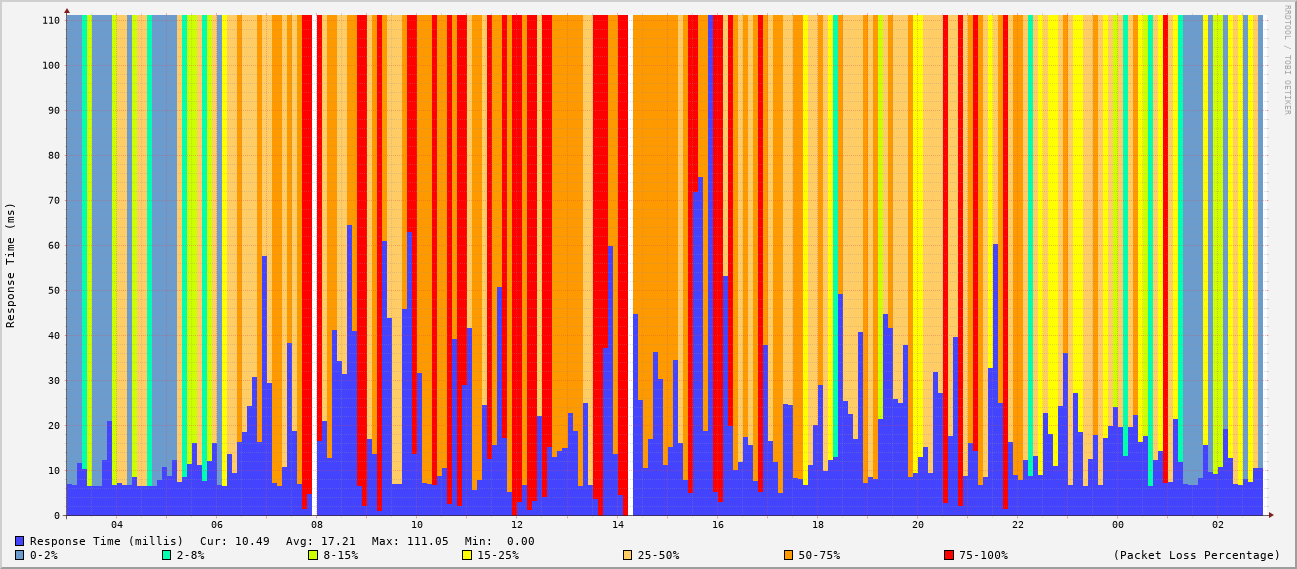 110
100
90
80
70
60
50
40
30
20
10
0
Response Time (ms)
RRDTOOL / TOBI OETIKER
04 06 08 10 12 14 16 18 20 22 00 02
Response Time (millis) Cur: 10.49 Avg: 17.21 Max: 111.05 Min: 0.00
0-2% 2-8% 8-15% 15-25% 25-50% 50-75% 75-100% (Packet Loss Percentage)